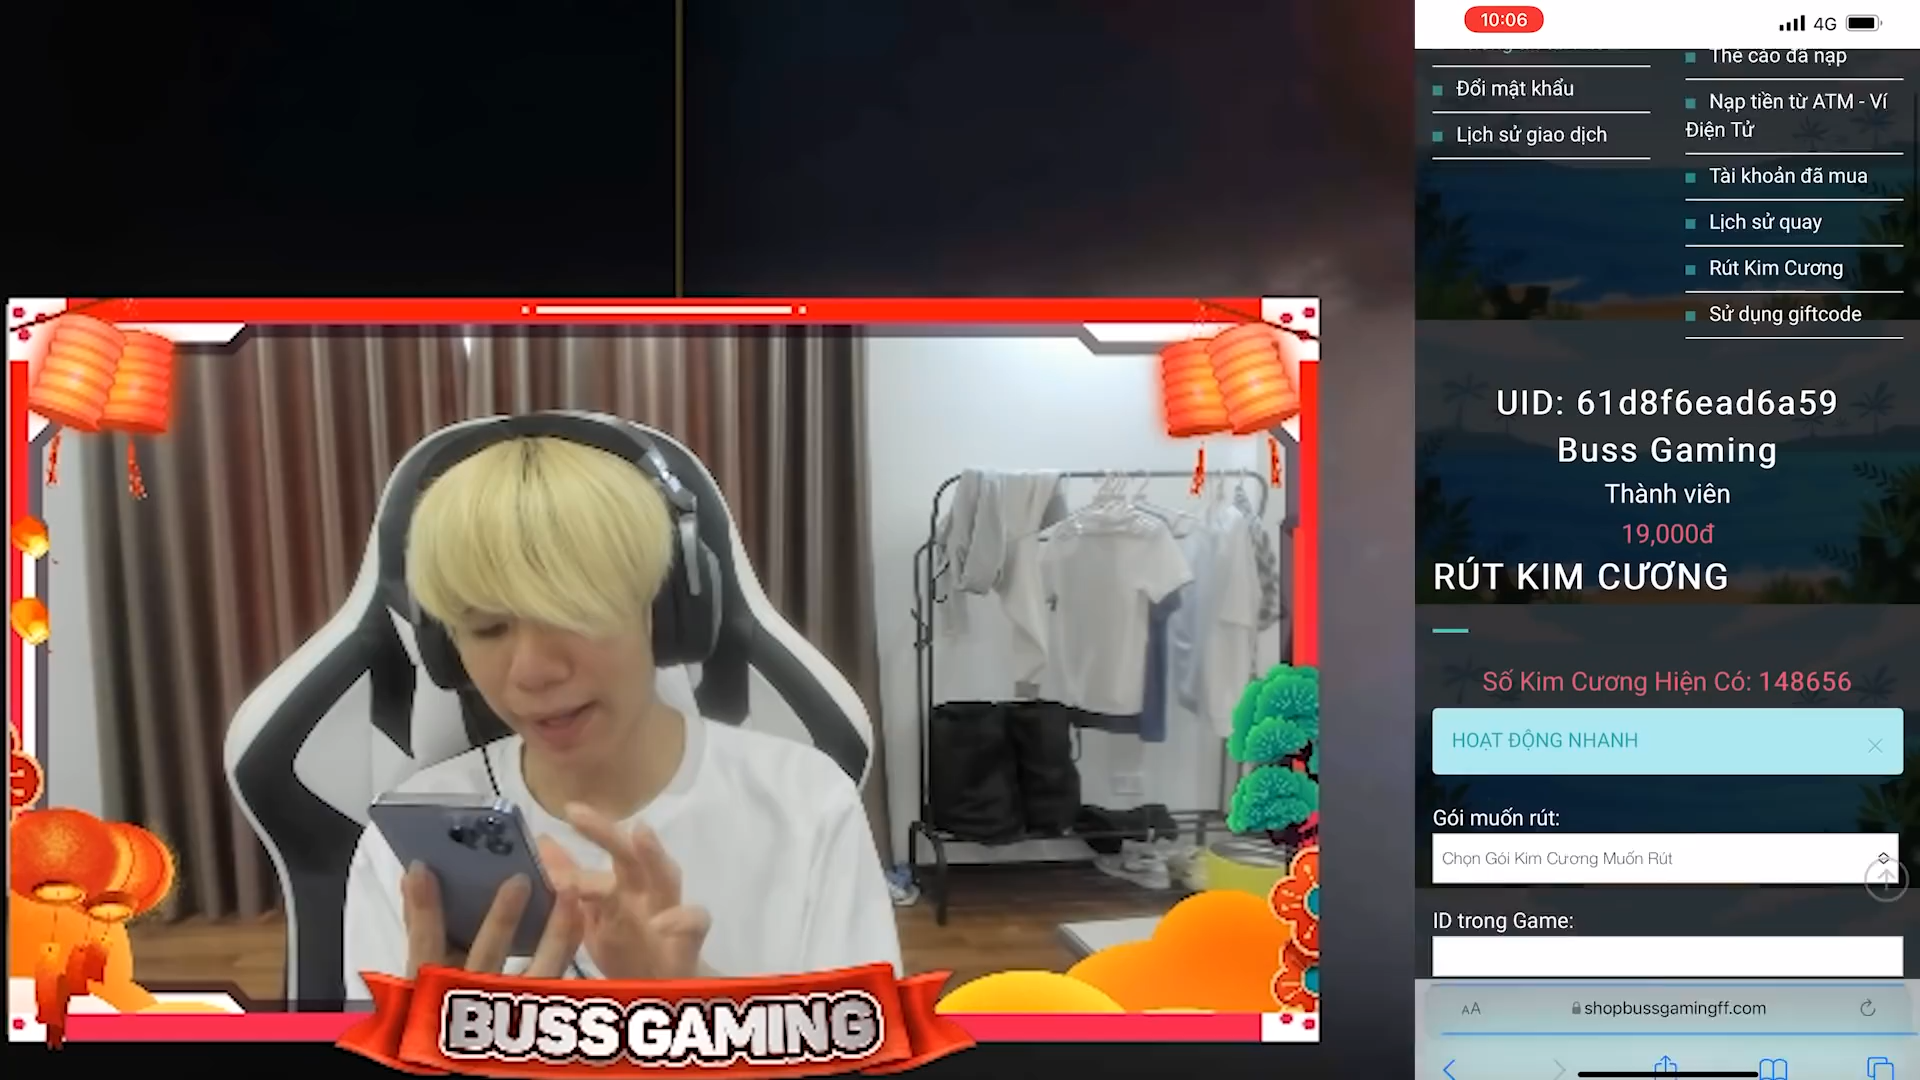 10:06
4G
Đổi mật khẩu
Lịch sử giao dịch
Thẻ cào đã nạp
Nạp tiền từ ATM - Ví
Điện Tử
Tài khoản đã mua
Lịch sử quay
Rút Kim Cương
Sử dụng giftcode
UID: 61d8f6ead6a59
Buss Gaming
Thành viên
19,000đ
RÚT KIM CƯƠNG
Số Kim Cương Hiện Có: 148656
HOẠT ĐỘNG NHANH
Gói muốn rút:
Chọn Gói Kim Cương Muốn Rút
ID trong Game:
AA
shopbussgamingff.com
BUSS GAMING